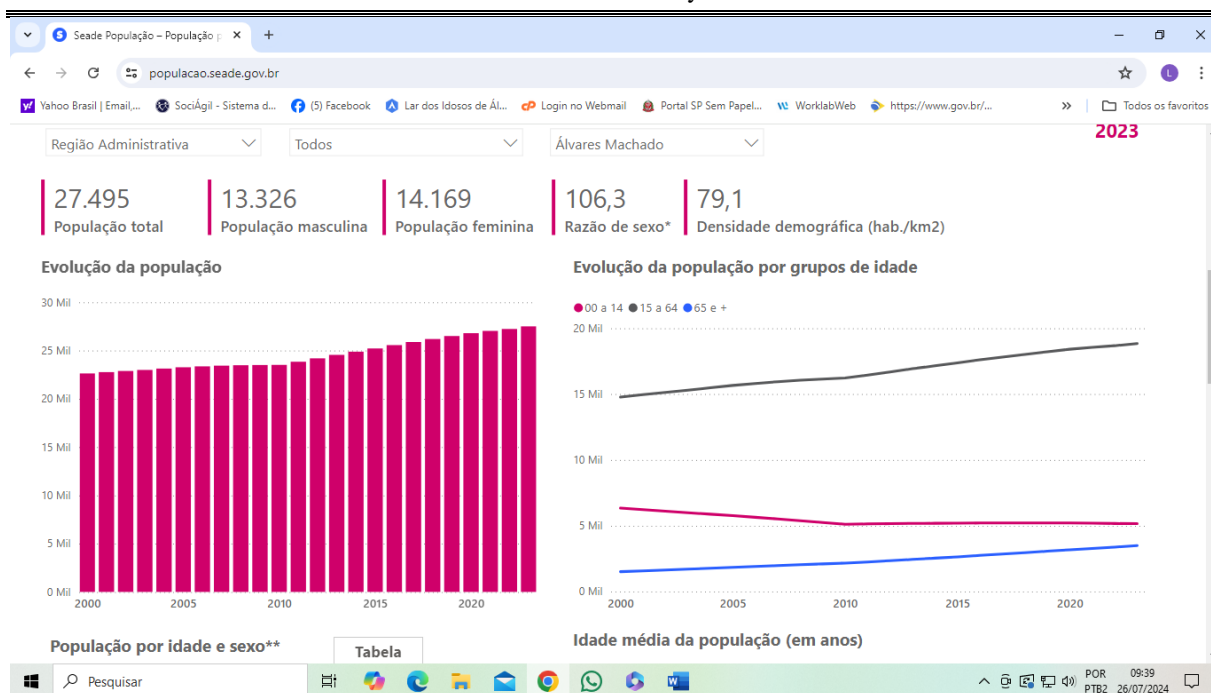 Seade População – População p
populacao.seade.gov.br
Yahoo Brasil | Email,... SociÁgil - Sistema d... (5) Facebook Lar dos Idosos de Ál... Login no Webmail Portal SP Sem Papel... WorklabWeb https://www.gov.br/... » Todos os favoritos
L
2023
Região Administrativa Todos Álvares Machado
27.495 13.326 14.169 106,3 79,1
População total População masculina População feminina Razão de sexo* Densidade demográfica (hab./km2)
Evolução da população
30 Mil
25 Mil
20 Mil
15 Mil
10 Mil
5 Mil
0 Mil
2000 2005 2010 2015 2020
Evolução da população por grupos de idade
00 a 14 15 a 64 65 e +
20 Mil
15 Mil
10 Mil
5 Mil
0 Mil
2000 2005 2010 2015 2020
População por idade e sexo** Tabela
Idade média da população (em anos)
Pesquisar
POR 09:39
PTB2 26/07/2024